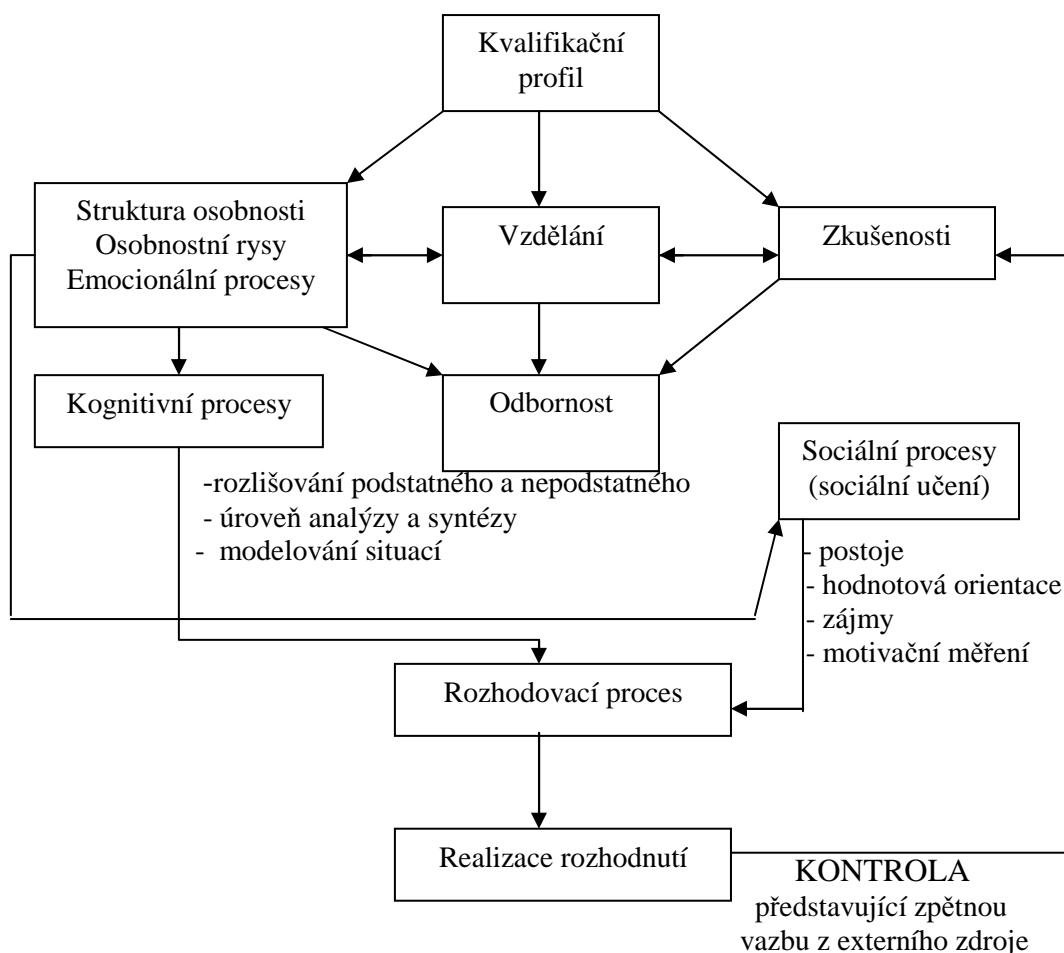 Kvalifikační
profil
Struktura osobnosti
Osobnostní rysy
Emocionální procesy
Vzdělání
Zkušenosti
Kognitivní procesy
Odbornost
Sociální procesy
(sociální učení)
-rozlišování podstatného a nepodstatného
- úroveň analýzy a syntézy
- modelování situací
- postoje
- hodnotová orientace
- zájmy
- motivační měření
Rozhodovací proces
Realizace rozhodnutí
KONTROLA
představující zpětnou
vazbu z externího zdroje